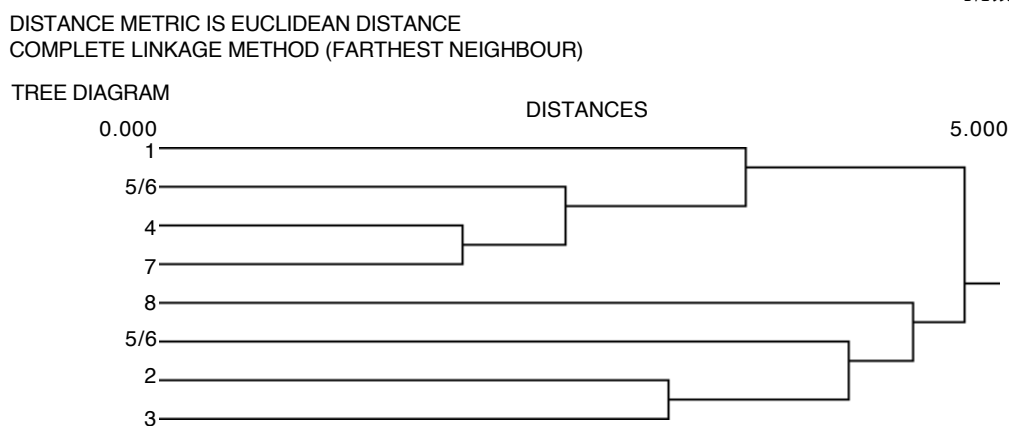 DISTANCE METRIC IS EUCLIDEAN DISTANCE
COMPLETE LINKAGE METHOD (FARTHEST NEIGHBOUR)
TREE DIAGRAM
DISTANCES
0.000 5.000
1
5/6
4
7
8
5/6
2
3